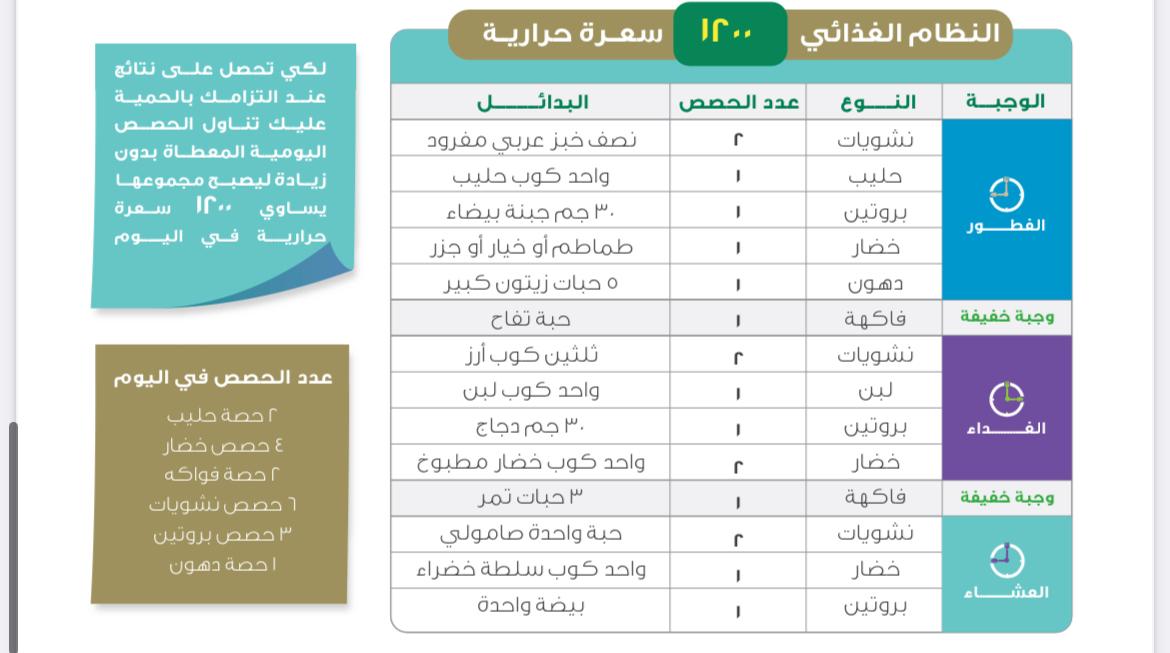 النظام الغذائي ١٢٠٠ سعرة حرارية
الوجبة النوع عدد الحصص البدائل
الفطور
نشويات ٢ نصف خبز عربي مفرود
حليب ١ واحد كوب حليب
بروتين ١ ٣٠ جم جبنة بيضاء
خضار ١ طماطم أو خيار أو جزر
دهون ١ ٥ حبات زيتون كبير
وجبة خفيفة فاكهة ١ حبة تفاح
الغداء
نشويات ٢ ثلثين كوب أرز
لبن ١ واحد كوب لبن
بروتين ١ ٣٠ جم دجاج
خضار ٢ واحد كوب خضار مطبوخ
وجبة خفيفة فاكهة ١ ٣ حبات تمر
العشاء
نشويات ٢ حبة واحدة صامولي
خضار ١ واحد كوب سلطة خضراء
بروتين ١ بيضة واحدة
لكي تحصل على نتائج
عند التزامك بالحمية
عليك تناول الحصص
اليومية المعطاة بدون
زيادة ليصبح مجموعها
يساوي ١٢٠٠ سعرة
حرارية في اليوم
عدد الحصص في اليوم
٢ حصة حليب
٤ حصص خضار
٢ حصة فواكه
٦ حصص نشويات
٣ حصص بروتين
١ حصة دهون